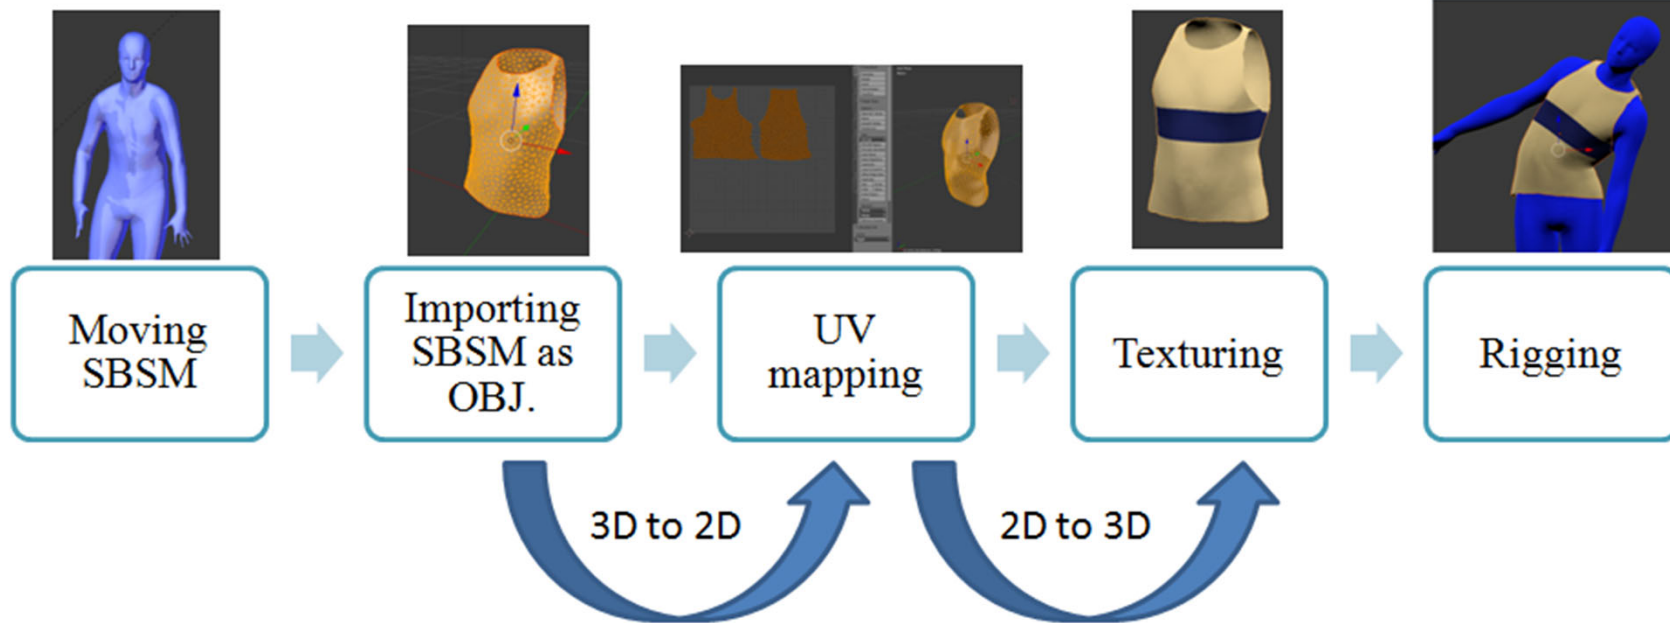 Moving
SBSM
Importing
SBSM as
OBJ.
UV
mapping
Texturing
Rigging
3D to 2D
2D to 3D